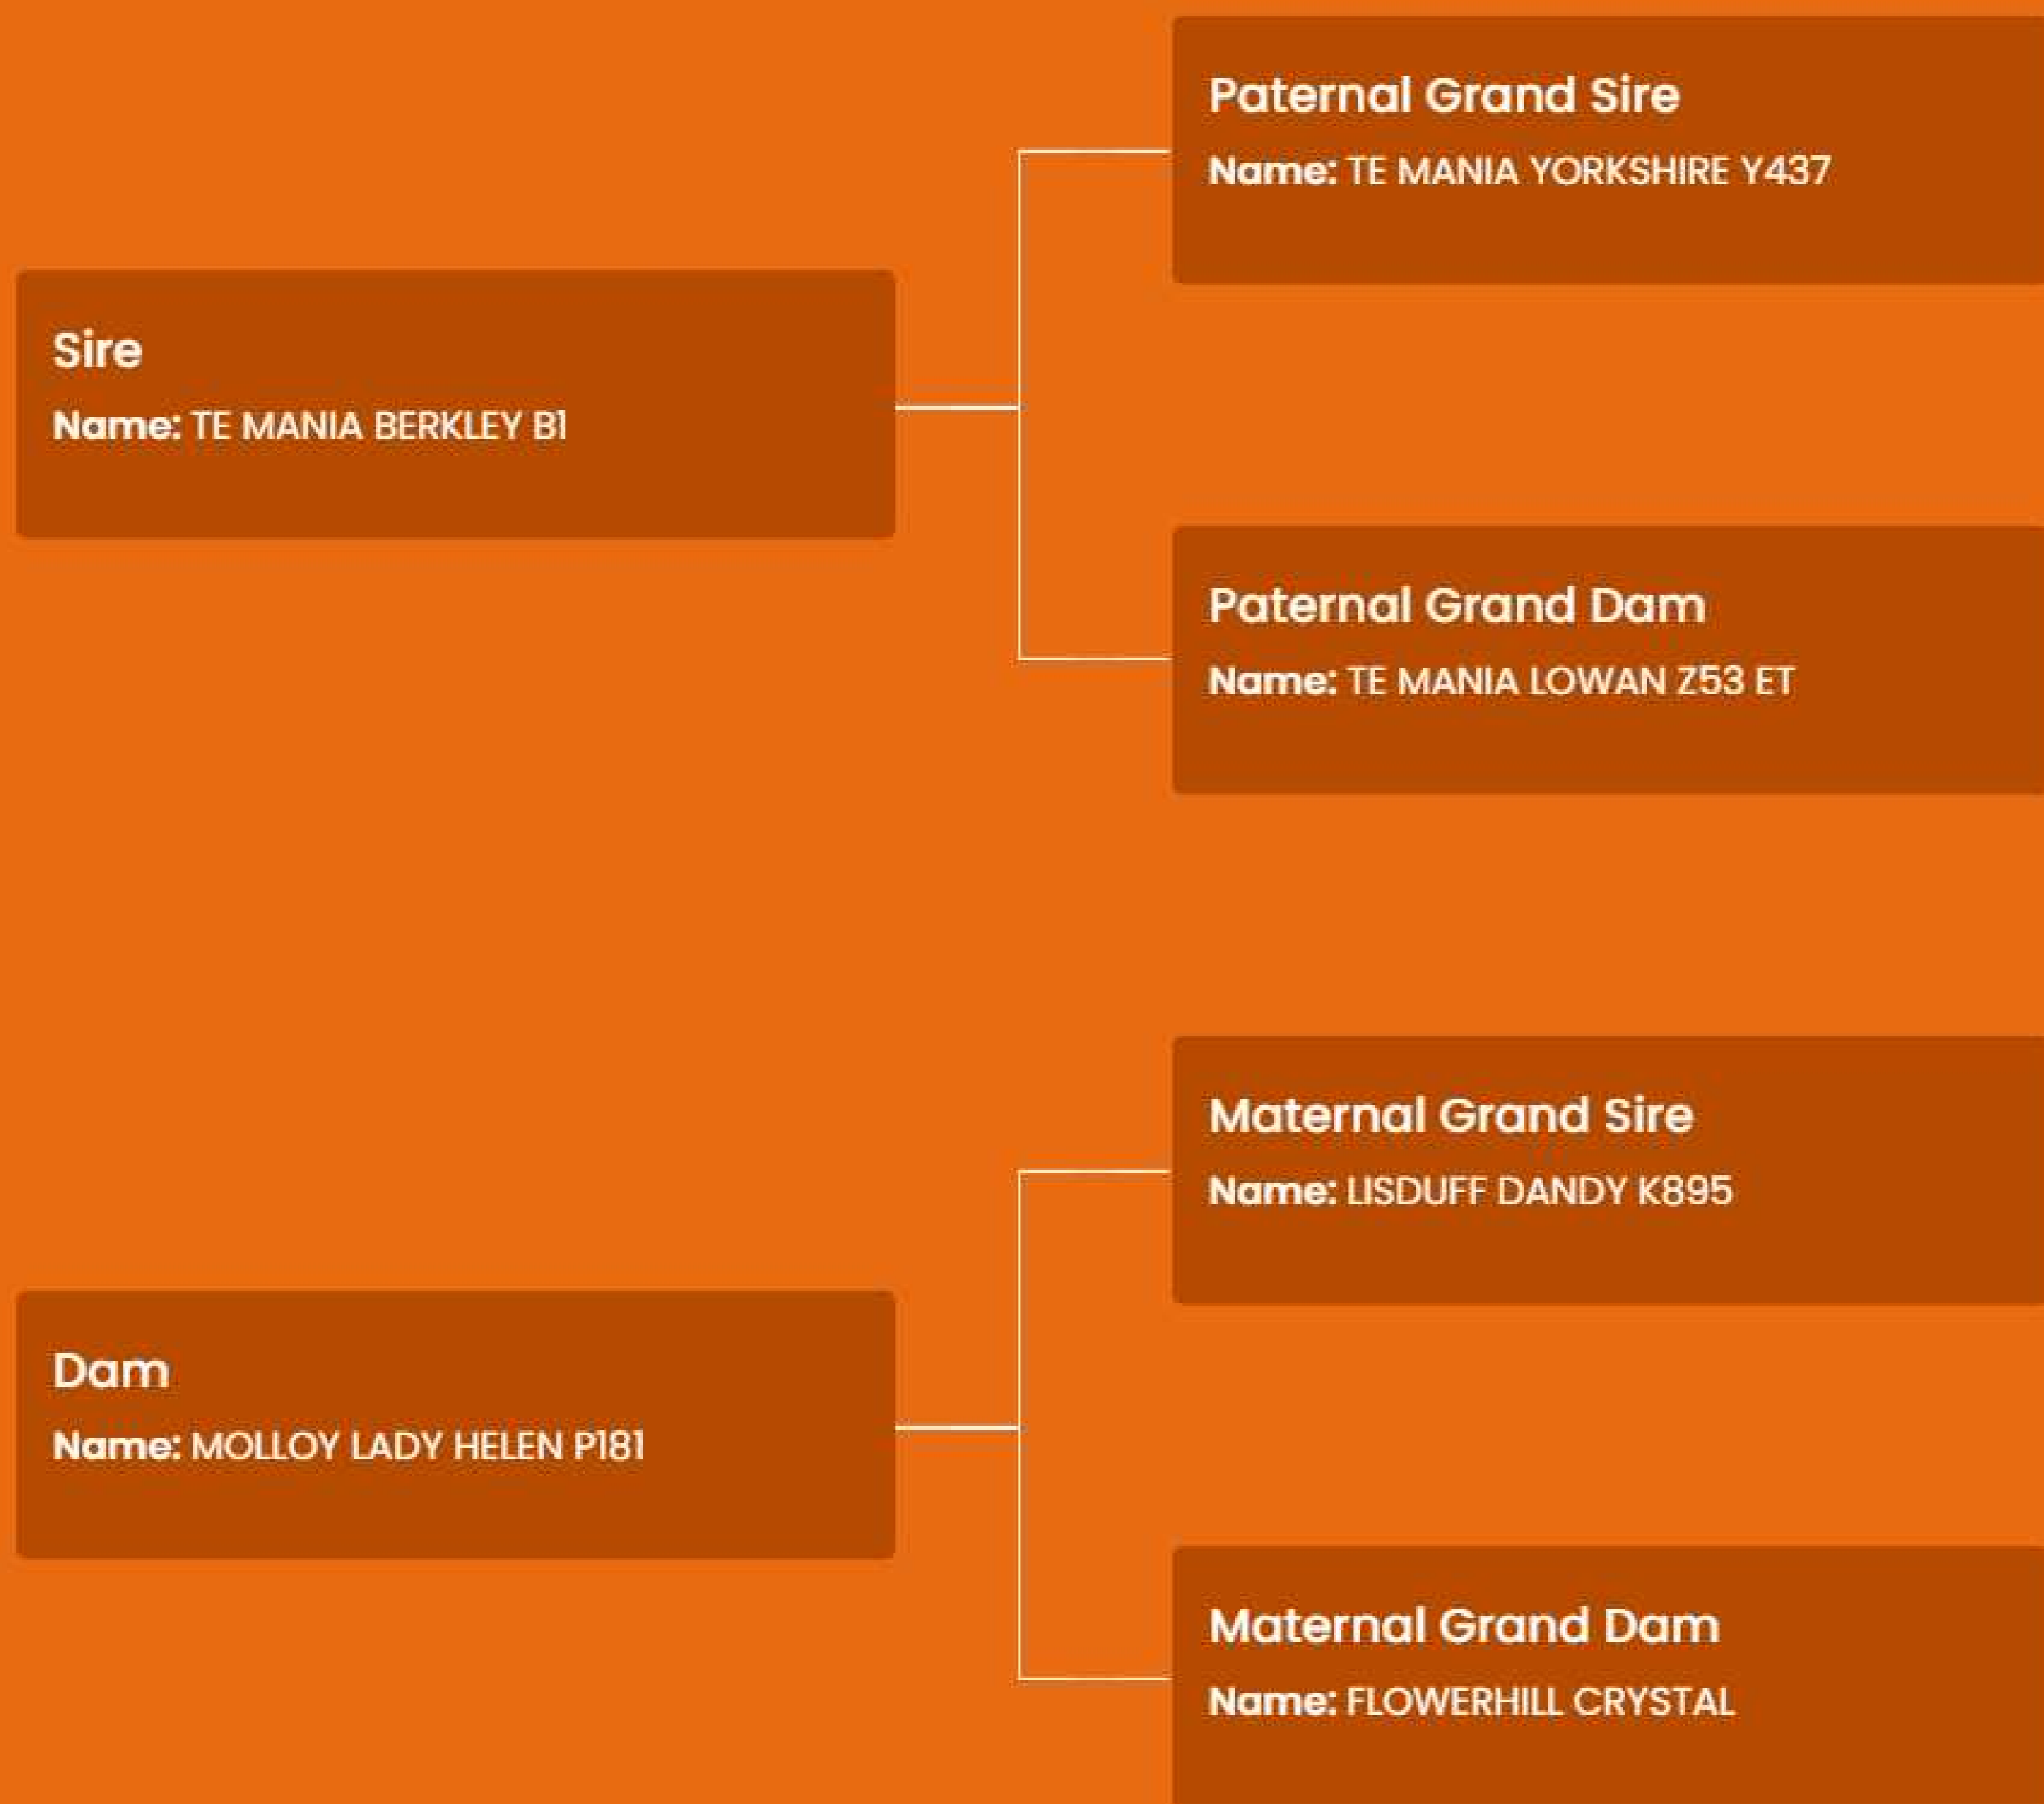 Paternal Grand Sire
Name: TE MANIA YORKSHIRE Y437
Sire
Name: TE MANIA BERKLEY B1
Paternal Grand Dam
Name: TE MANIA LOWAN Z53 ET
Maternal Grand Sire
Name: LISDUFF DANDY K895
Dam
Name: MOLLOY LADY HELEN P181
Maternal Grand Dam
Name: FLOWERHILL CRYSTAL